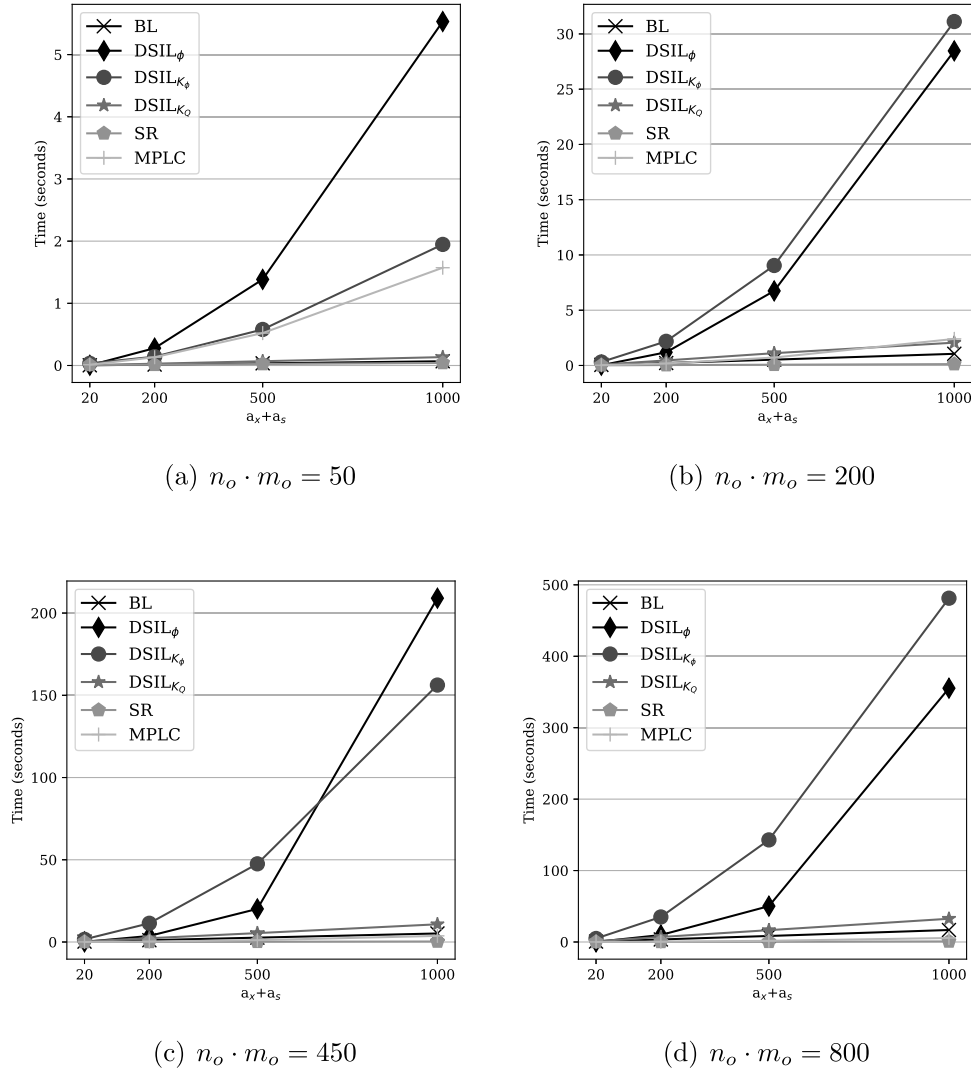 BL
DSIL_ϕ
DSIL_{K_ϕ}
DSIL_{K_Q}
SR
MPLC
Time (seconds)
5
4
3
2
1
0
20 200 500 1000
a_x+a_s
(a) n_o · m_o = 50
BL
DSIL_ϕ
DSIL_{K_ϕ}
DSIL_{K_Q}
SR
MPLC
Time (seconds)
30
25
20
15
10
5
0
20 200 500 1000
a_x+a_s
(b) n_o · m_o = 200
BL
DSIL_ϕ
DSIL_{K_ϕ}
DSIL_{K_Q}
SR
MPLC
Time (seconds)
200
150
100
50
0
20 200 500 1000
a_x+a_s
(c) n_o · m_o = 450
BL
DSIL_ϕ
DSIL_{K_ϕ}
DSIL_{K_Q}
SR
MPLC
Time (seconds)
500
400
300
200
100
0
20 200 500 1000
a_x+a_s
(d) n_o · m_o = 800